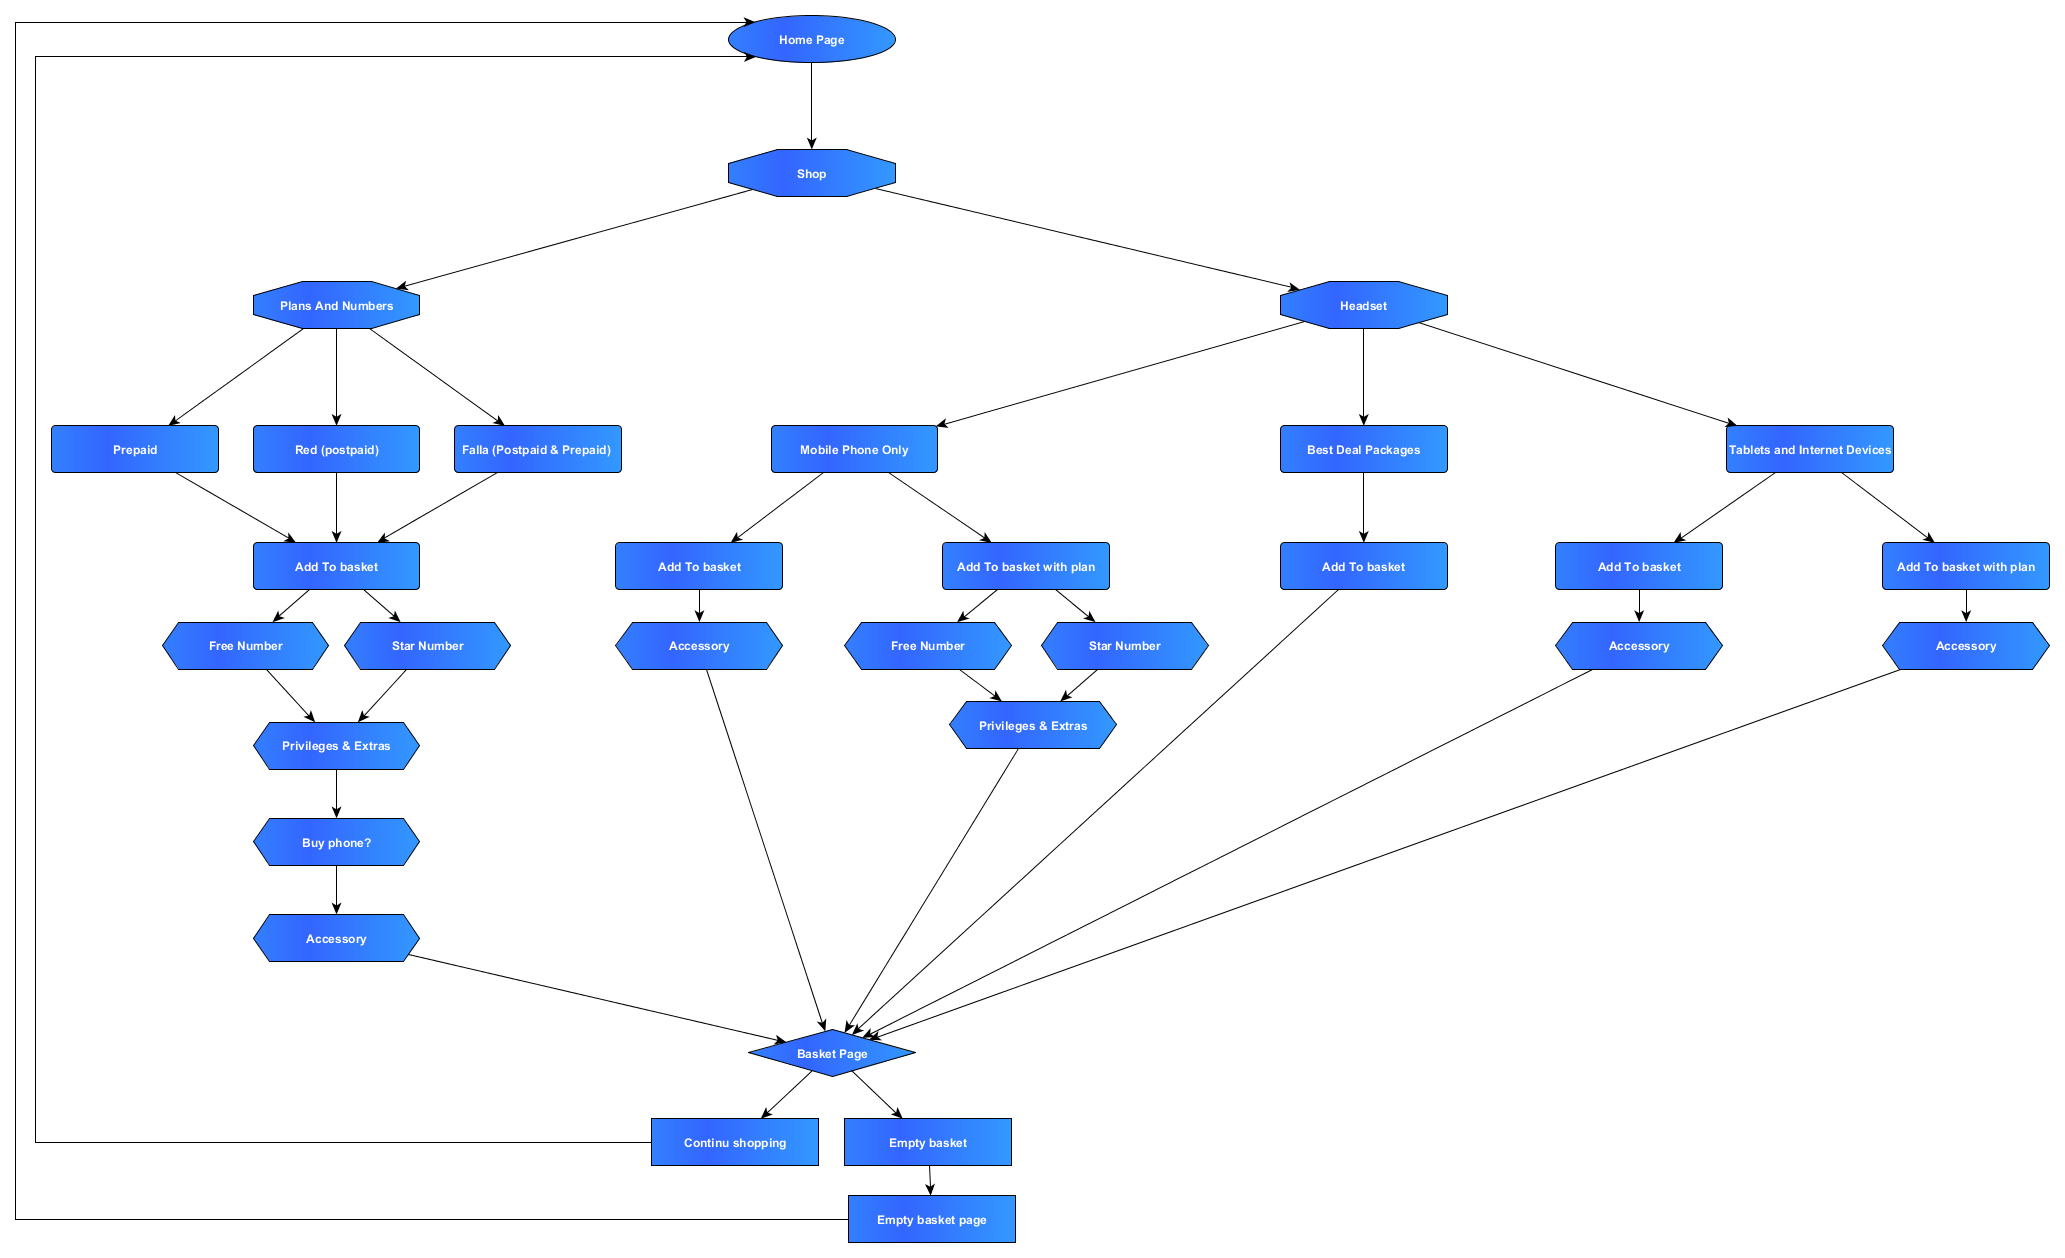 Home Page
Shop
Plans And Numbers
Headset
Prepaid
Red (postpaid)
Falla (Postpaid & Prepaid)
Mobile Phone Only
Best Deal Packages
Tablets and Internet Devices
Add To basket
Add To basket
Add To basket with plan
Add To basket
Add To basket
Add To basket with plan
Free Number
Star Number
Accessory
Free Number
Star Number
Accessory
Accessory
Privileges & Extras
Privileges & Extras
Buy phone?
Accessory
Basket Page
Continu shopping
Empty basket
Empty basket page